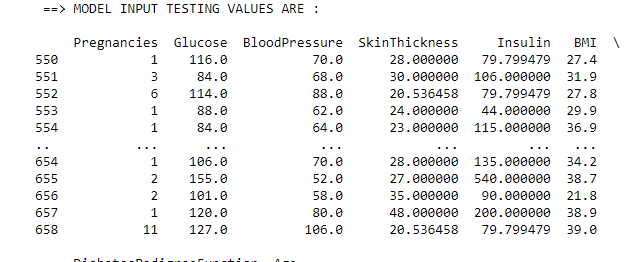 ==> MODEL INPUT TESTING VALUES ARE :
Pregnancies Glucose BloodPressure SkinThickness Insulin BMI \
550 1 116.0 70.0 28.000000 79.799479 27.4
551 3 84.0 68.0 30.000000 106.000000 31.9
552 6 114.0 88.0 20.536458 79.799479 27.8
553 1 88.0 62.0 24.000000 44.000000 29.9
554 1 84.0 64.0 23.000000 115.000000 36.9
.. ... ... ... ... ... ...
654 1 106.0 70.0 28.000000 135.000000 34.2
655 2 155.0 52.0 27.000000 540.000000 38.7
656 2 101.0 58.0 35.000000 90.000000 21.8
657 1 120.0 80.0 48.000000 200.000000 38.9
658 11 127.0 106.0 20.536458 79.799479 39.0
DiabetesPedigreeFunction Age